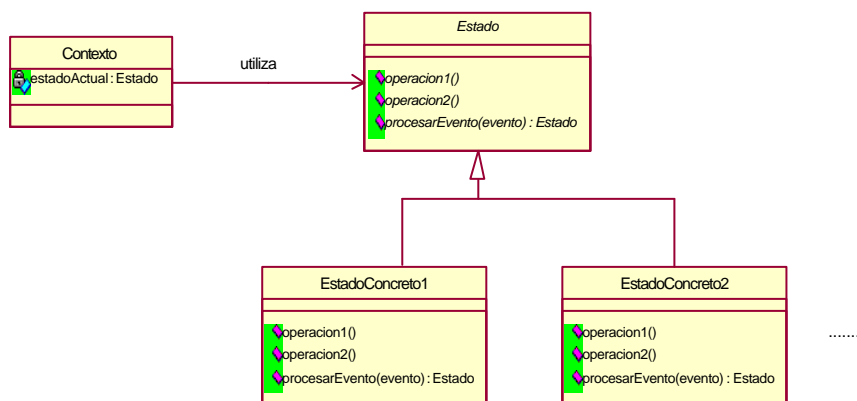 Estado
Contexto
estadoActual : Estado
utiliza
operacion1()
operacion2()
procesarEvento(evento) : Estado
EstadoConcreto1
operacion1()
operacion2()
procesarEvento(evento) : Estado
EstadoConcreto2
operacion1()
operacion2()
procesarEvento(evento) : Estado
.......